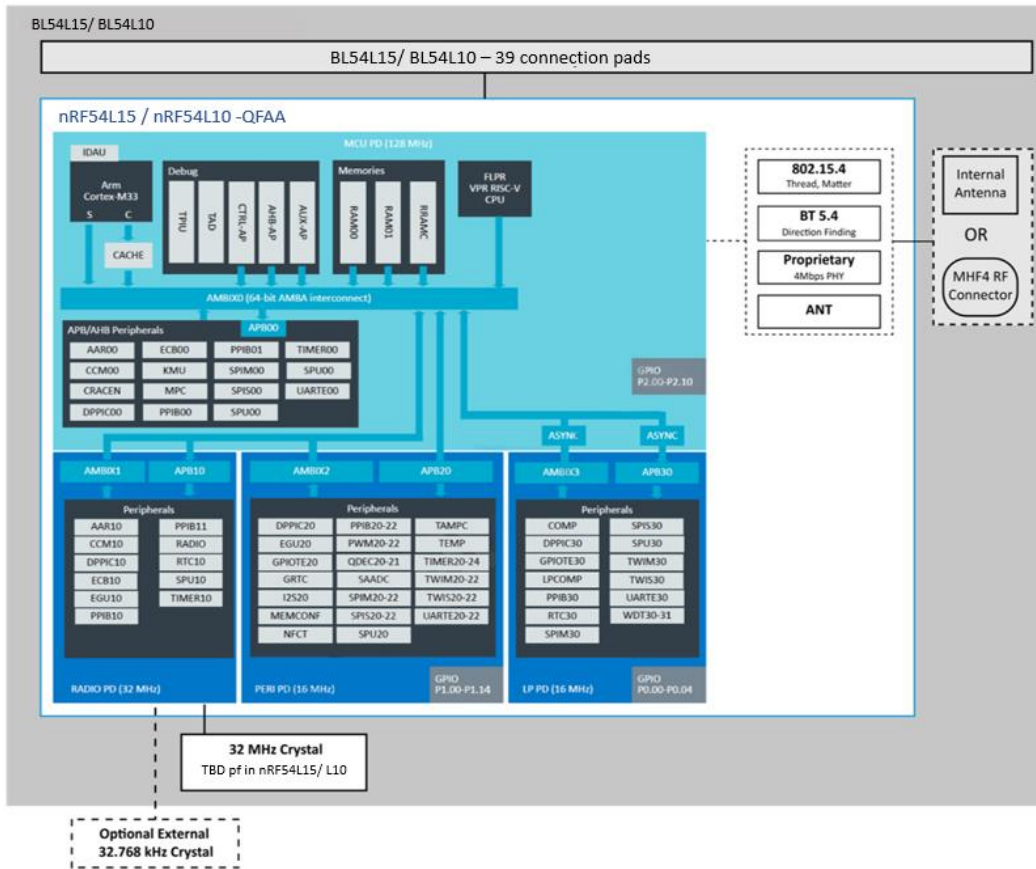 BL54L15/ BL54L10
BL54L15/ BL54L10 – 39 connection pads
nRF54L15 / nRF54L10 -QFAA
MCU PD (128 MHz)
IDAU
Arm
Cortex-M33
S C
CACHE
Debug
TPIU
TAD
CTRL-AP
AHB-AP
AUX-AP
Memories
RAM00
RAM01
RRAMC
FLPR
VPR RISC-V
CPU
AMBIX0 (64-bit AMBA interconnect)
APB/AHB Peripherals
APB00
AAR00 ECB00 PPIB01 TIMER00
CCM00 KMU SPIM00 SPU00
CRACEN MPC SPIS00 UARTE00
DPPIC00 PPIB00 SPU00
GPIO
P2.00-P2.10
ASYNC
ASYNC
AMBIX1
APB10
Peripherals
AAR10 PPIB11
CCM10 RADIO
DPPIC10 RTC10
ECB10 SPU10
EGU10 TIMER10
PPIB10
RADIO PD (32 MHz)
AMBIX2
APB20
Peripherals
DPPIC20 PPIB20-22 TAMPC
EGU20 PWM20-22 TEMP
GPIOTE20 QDEC20-21 TIMER20-24
GRTC SAADC TWIM20-22
I2S20 SPIM20-22 TWIS20-22
MEMCONF SPIS20-22 UARTE20-22
NFCT SPU20
PERI PD (16 MHz)
GPIO
P1.00-P1.14
AMBIX3
APB30
Peripherals
COMP SPIS30
DPPIC30 SPU30
GPIOTE30 TWIM30
LPCOMP TWIS30
PPIB30 UARTE30
RTC30 WDT30-31
SPIM30
LP PD (16 MHz)
GPIO
P0.00-P0.04
802.15.4
Thread, Matter
BT 5.4
Direction Finding
Proprietary
4Mbps PHY
ANT
Internal
Antenna
OR
MHF4 RF
Connector
32 MHz Crystal
TBD pf in nRF54L15/ L10
Optional External
32.768 kHz Crystal